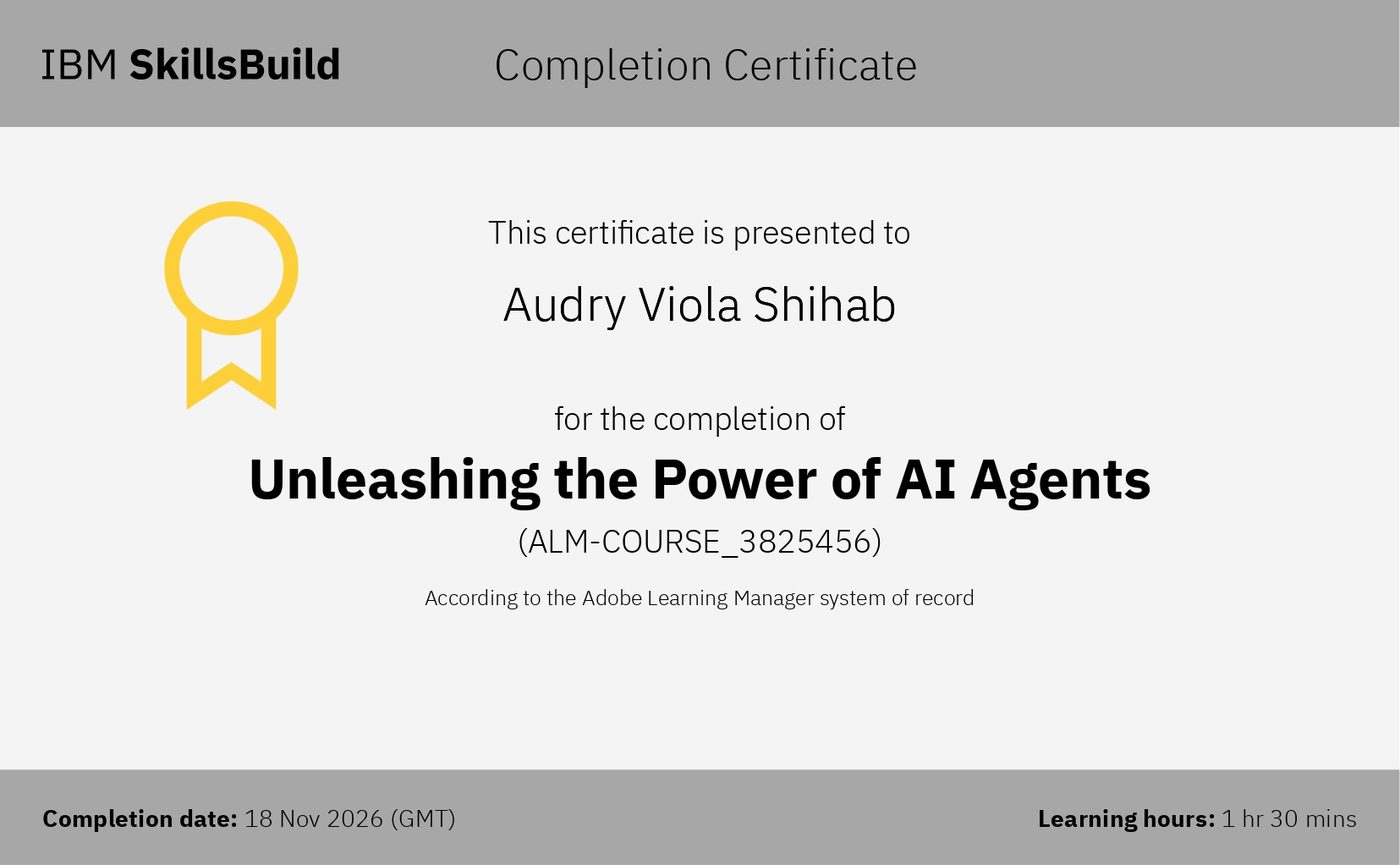 IBM SkillsBuild
Completion Certificate
This certificate is presented to
Audry Viola Shihab
for the completion of
Unleashing the Power of AI Agents
(ALM-COURSE_3825456)
According to the Adobe Learning Manager system of record
Completion date: 18 Nov 2026 (GMT)
Learning hours: 1 hr 30 mins